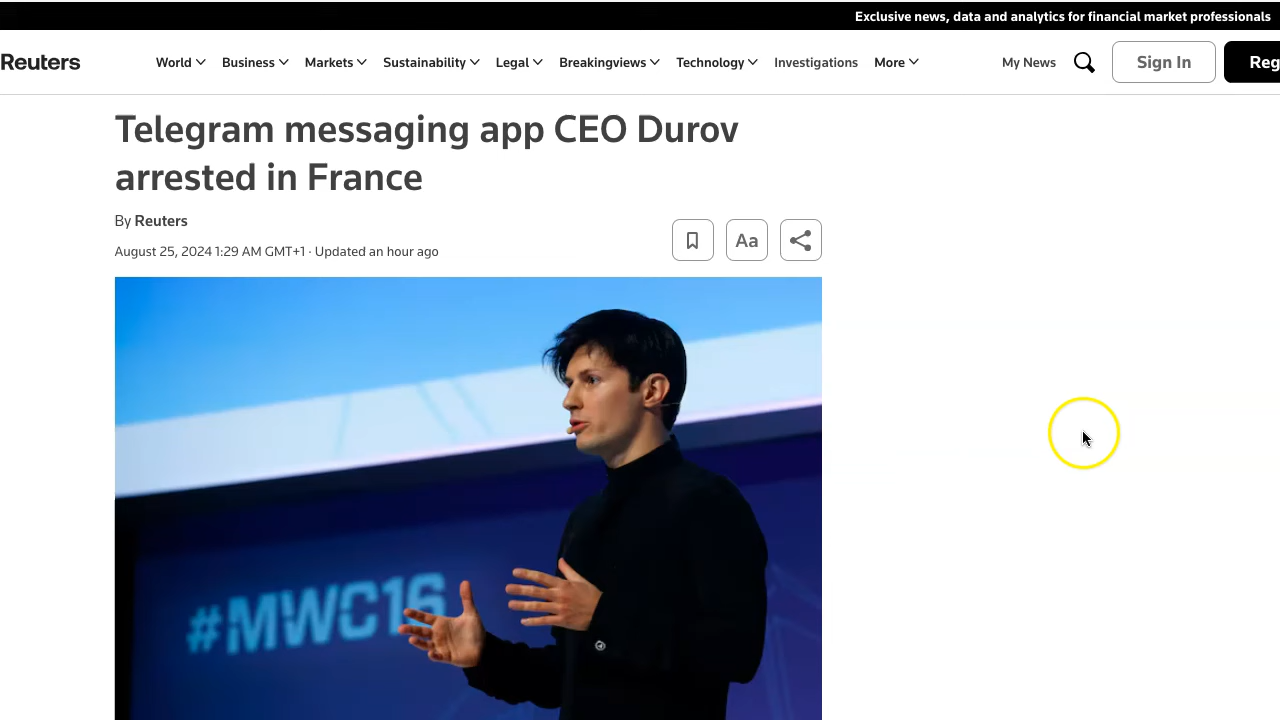 Exclusive news, data and analytics for financial market professionals
Reuters World Business Markets Sustainability Legal Breakingviews Technology Investigations More My News Sign In Reg
Telegram messaging app CEO Durov
arrested in France
By Reuters
August 25, 2024 1:29 AM GMT+1 · Updated an hour ago
Aa
#MWC16